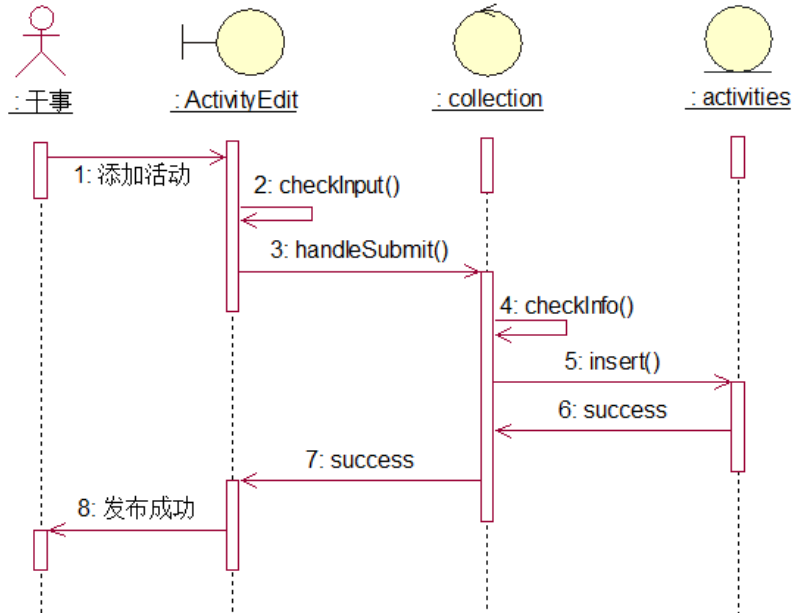 : 干事
: ActivityEdit
: collection
: activities
1: 添加活动
2: checkInput()
3: handleSubmit()
4: checkInfo()
5: insert()
6: success
7: success
8: 发布成功